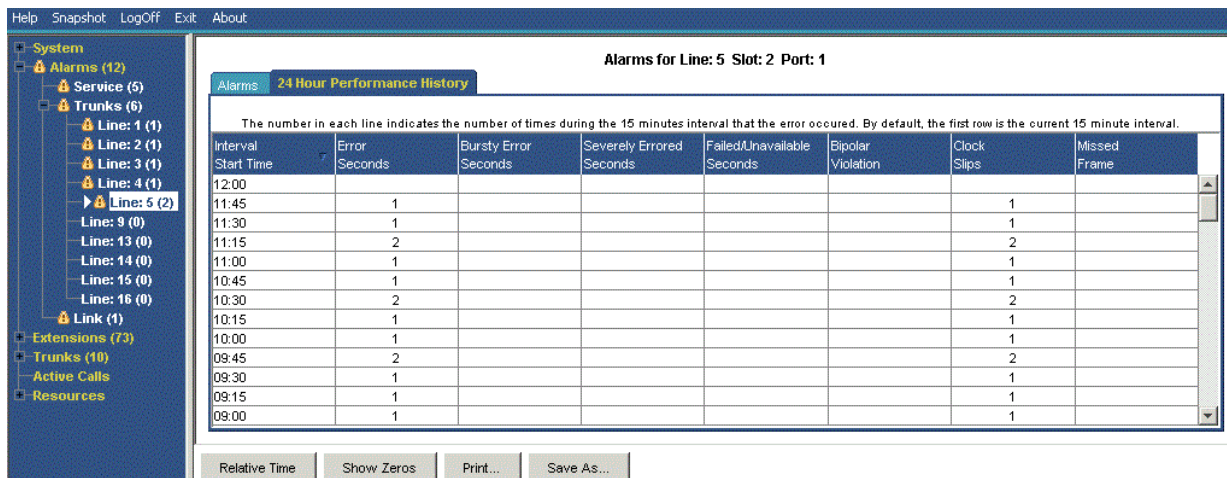 Help Snapshot LogOff Exit About
System
Alarms (12)
Service (5)
Trunks (6)
Line: 1 (1)
Line: 2 (1)
Line: 3 (1)
Line: 4 (1)
Line: 5 (2)
Line: 9 (0)
Line: 13 (0)
Line: 14 (0)
Line: 15 (0)
Line: 16 (0)
Link (1)
Extensions (73)
Trunks (10)
Active Calls
Resources
Alarms for Line: 5 Slot: 2 Port: 1
Alarms 24 Hour Performance History
The number in each line indicates the number of times during the 15 minutes interval that the error occured. By default, the first row is the current 15 minute interval.
Interval Error Bursty Error Severely Errored Failed/Unavailable Bipolar Clock Missed
Start Time Seconds Seconds Seconds Seconds Violation Slips Frame
12:00
11:45 1 1
11:30 1 1
11:15 2 2
11:00 1 1
10:45 1 1
10:30 2 2
10:15 1 1
10:00 1 1
09:45 2 2
09:30 1 1
09:15 1 1
09:00 1 1
Relative Time Show Zeros Print... Save As...